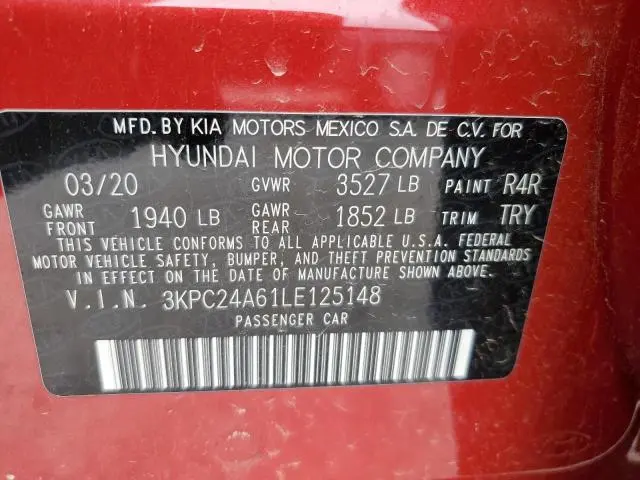 MFD. BY KIA MOTORS MEXICO S.A. DE C.V. FOR
HYUNDAI MOTOR COMPANY
03/20 GVWR 3527 LB PAINT R4R
GAWR FRONT 1940 LB GAWR REAR 1852 LB TRIM TRY
THIS VEHICLE CONFORMS TO ALL APPLICABLE U.S.A. FEDERAL
MOTOR VEHICLE SAFETY, BUMPER, AND THEFT PREVENTION STANDARDS
IN EFFECT ON THE DATE OF MANUFACTURE SHOWN ABOVE.
V.I.N. 3KPC24A61LE125148
PASSENGER CAR